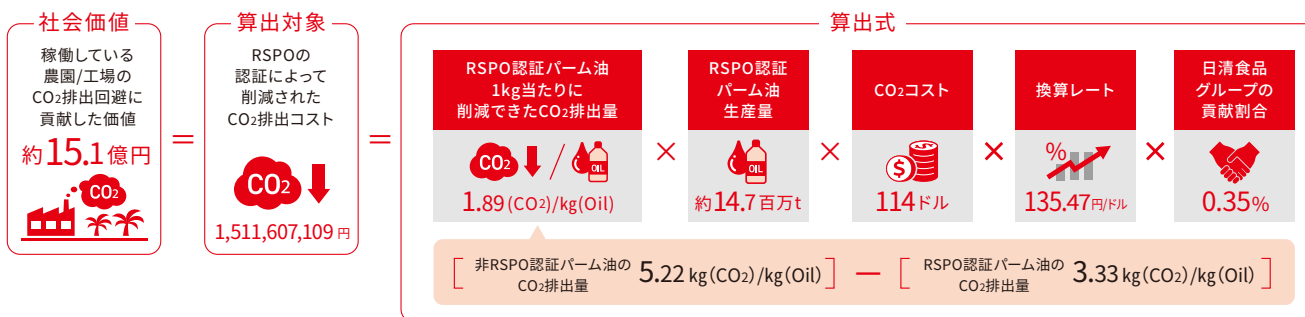 社会価値
稼働している
農園/工場の
CO₂排出回避に
貢献した価値
約15.1億円
CO₂
=
算出対象
RSPOの
認証によって
削減された
CO₂排出コスト
CO₂
1,511,607,109 円
=
算出式
RSPO認証パーム油
1kg当たりに
削減できたCO₂排出量
CO₂ / OIL
1.89(CO₂)/kg(Oil)
×
RSPO認証
パーム油
生産量
OIL
約14.7百万t
×
CO₂コスト
$
114ドル
×
換算レート
%
135.47円/ドル
×
日清食品
グループの
貢献割合
0.35%
[ 非RSPO認証パーム油の
CO₂排出量 5.22 kg(CO₂)/kg(Oil) ] ー [ RSPO認証パーム油の
CO₂排出量 3.33 kg(CO₂)/kg(Oil) ]